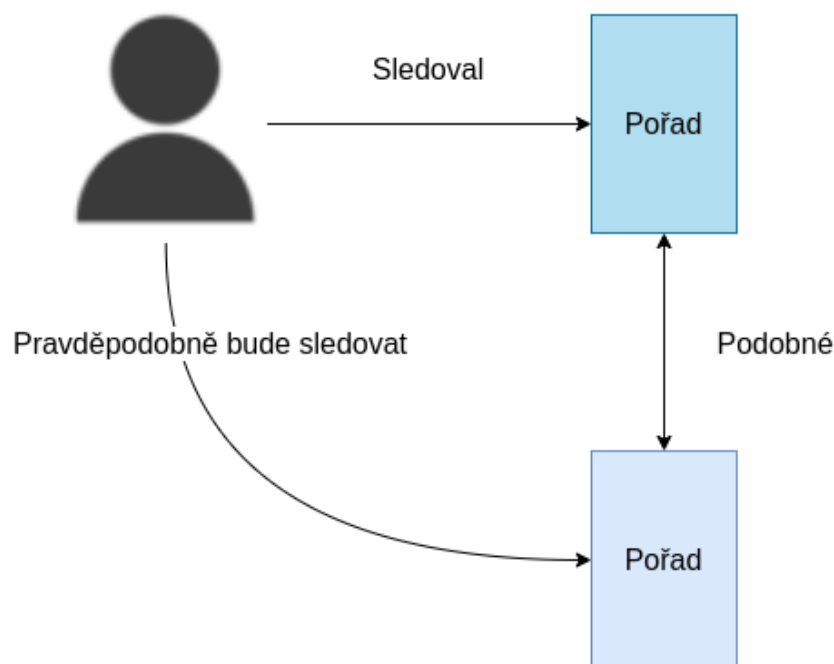 Sledoval
Pořad
Pravděpodobně bude sledovat
Podobné
Pořad